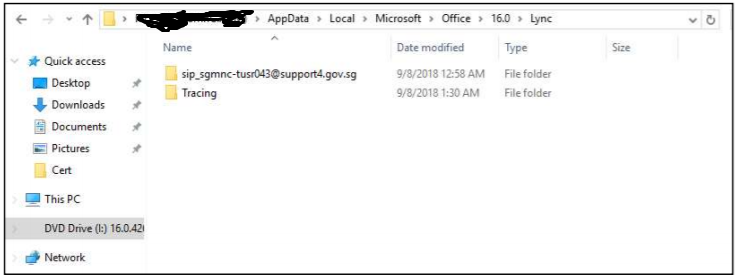 AppData > Local > Microsoft > Office > 16.0 > Lync
Name Date modified Type Size
Quick access
sip_sgmnc-tusr043@support4.gov.sg 9/8/2018 12:58 AM File folder
Desktop
Tracing 9/8/2018 1:30 AM File folder
Downloads
Documents
Pictures
Cert
This PC
DVD Drive (I:) 16.0.42
Network